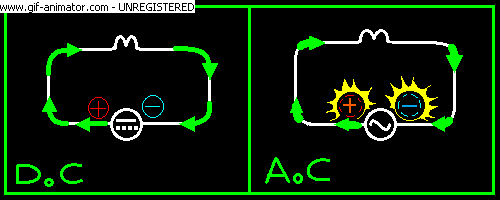 www.gif-animator.com - UNREGISTERED
+ −
+ −
D.C
A.C